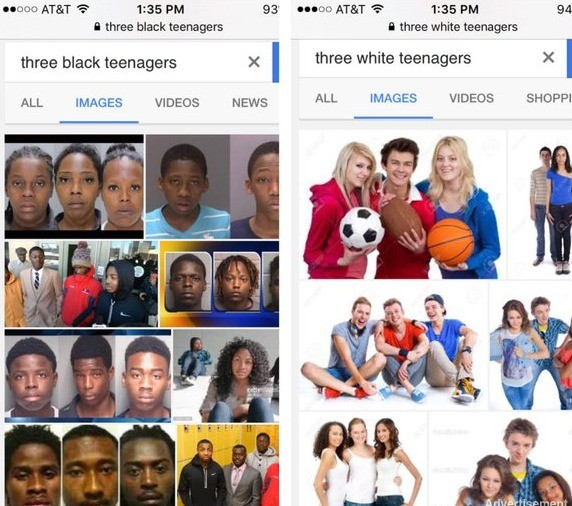 AT&T 1:35 PM 93
three black teenagers
three black teenagers ✕
ALL IMAGES VIDEOS NEWS
AT&T 1:35 PM 94
three white teenagers
three white teenagers ✕
ALL IMAGES VIDEOS SHOPPI
Advertisement